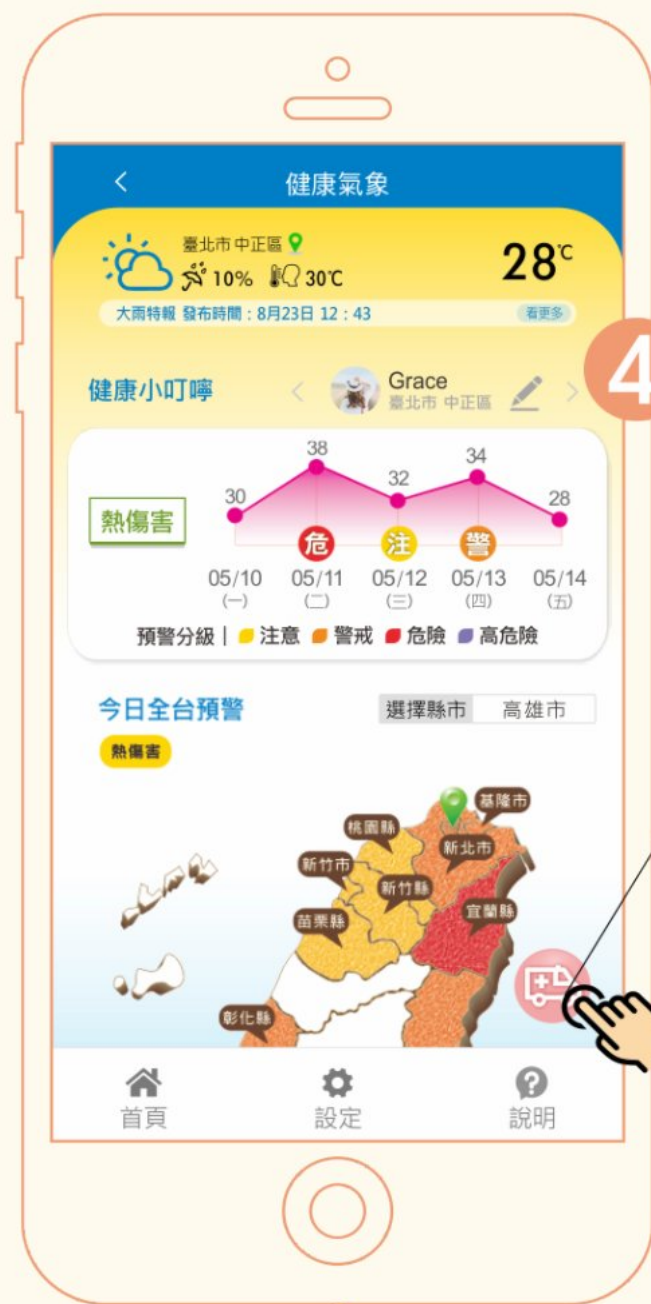 健康氣象
臺北市 中正區
10% 30℃
28℃
大雨特報 發布時間：8月23日 12：43
看更多
4
健康小叮嚀
Grace
臺北市 中正區
熱傷害
30 38 32 34 28
危 注 警
05/10 05/11 05/12 05/13 05/14
(一) (二) (三) (四) (五)
預警分級｜注意 警戒 危險 高危險
今日全台預警
選擇縣市 高雄市
熱傷害
基隆市
桃園縣
新北市
新竹市
新竹縣
苗栗縣
宜蘭縣
彰化縣
首頁 設定 說明